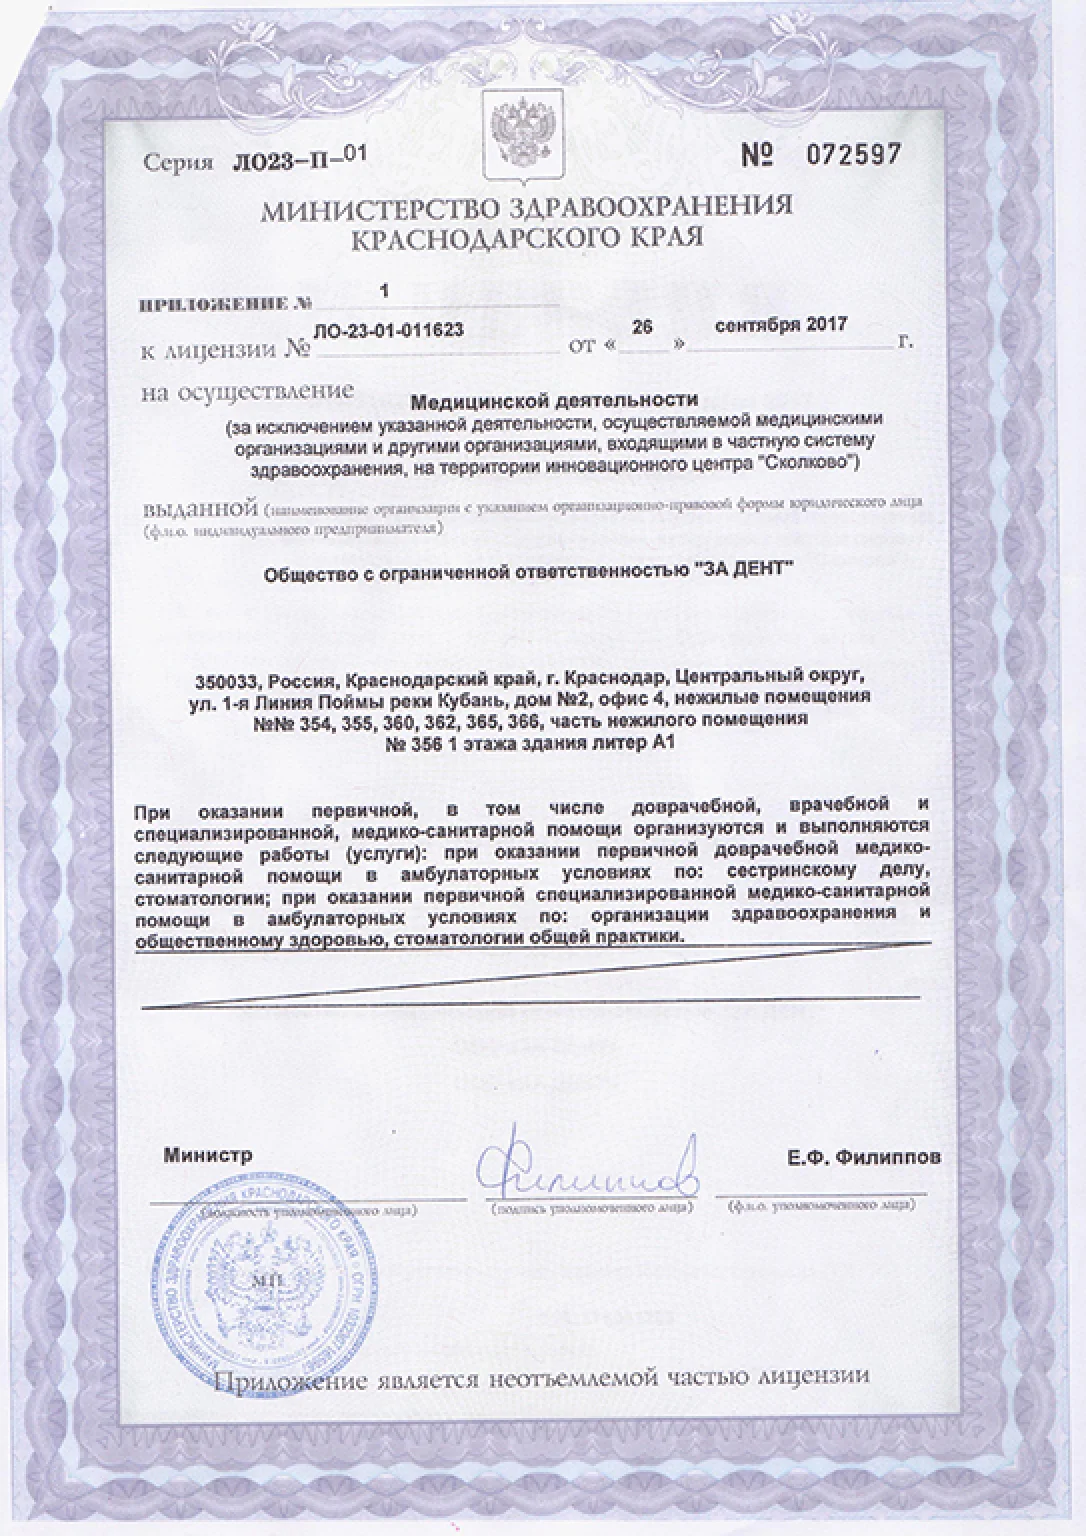 Серия ЛО23-П-01
№ 072597
МИНИСТЕРСТВО ЗДРАВООХРАНЕНИЯ
КРАСНОДАРСКОГО КРАЯ
ПРИЛОЖЕНИЕ № 1
к лицензии № ЛО-23-01-011623 от « 26 » сентября 2017 г.
на осуществление Медицинской деятельности
(за исключением указанной деятельности, осуществляемой медицинскими
организациями и другими организациями, входящими в частную систему
здравоохранения, на территории инновационного центра "Сколково")
выданной (наименование организации с указанием организационно-правовой формы юридического лица
(ф.и.о. индивидуального предпринимателя)
Общество с ограниченной ответственностью "ЗА ДЕНТ"
350033, Россия, Краснодарский край, г. Краснодар, Центральный округ,
ул. 1-я Линия Поймы реки Кубань, дом №2, офис 4, нежилые помещения
№№ 354, 355, 360, 362, 365, 366, часть нежилого помещения
№ 356 1 этажа здания литер А1
При оказании первичной, в том числе доврачебной, врачебной и
специализированной, медико-санитарной помощи организуются и выполняются
следующие работы (услуги): при оказании первичной доврачебной медико-
санитарной помощи в амбулаторных условиях по: сестринскому делу,
стоматологии; при оказании первичной специализированной медико-санитарной
помощи в амбулаторных условиях по: организации здравоохранения и
общественному здоровью, стоматологии общей практики.
Министр
Филиппов
Е.Ф. Филиппов
(должность уполномоченного лица)
(подпись уполномоченного лица)
(ф.и.о. уполномоченного лица)
МИНИСТЕРСТВО ЗДРАВООХРАНЕНИЯ КРАСНОДАРСКОГО КРАЯ
МП
Приложение является неотъемлемой частью лицензии